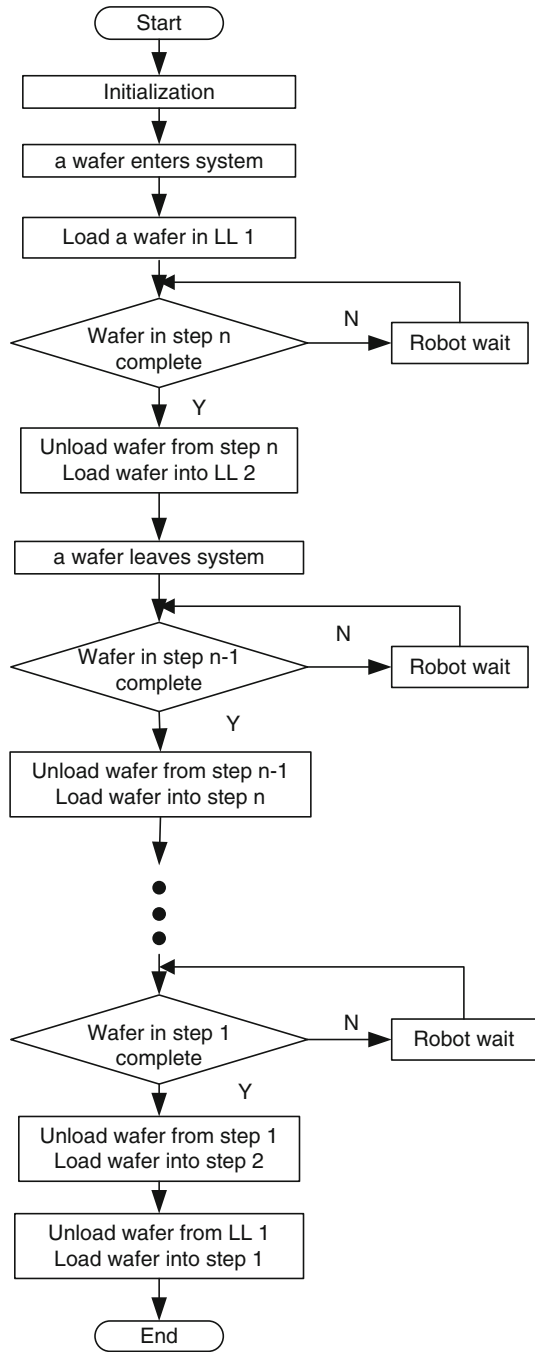 Start
Initialization
a wafer enters system
Load a wafer in LL 1
Wafer in step n
complete
N
Robot wait
Y
Unload wafer from step n
Load wafer into LL 2
a wafer leaves system
Wafer in step n-1
complete
N
Robot wait
Y
Unload wafer from step n-1
Load wafer into step n
Wafer in step 1
complete
N
Robot wait
Y
Unload wafer from step 1
Load wafer into step 2
Unload wafer from LL 1
Load wafer into step 1
End